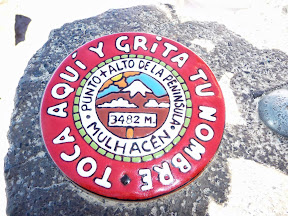 TOCA AQUÍ Y GRiTA TU NOMBRE
PUNTO + ALTO DE LA PENÍNSULA
3482 M.
MULHACÉN